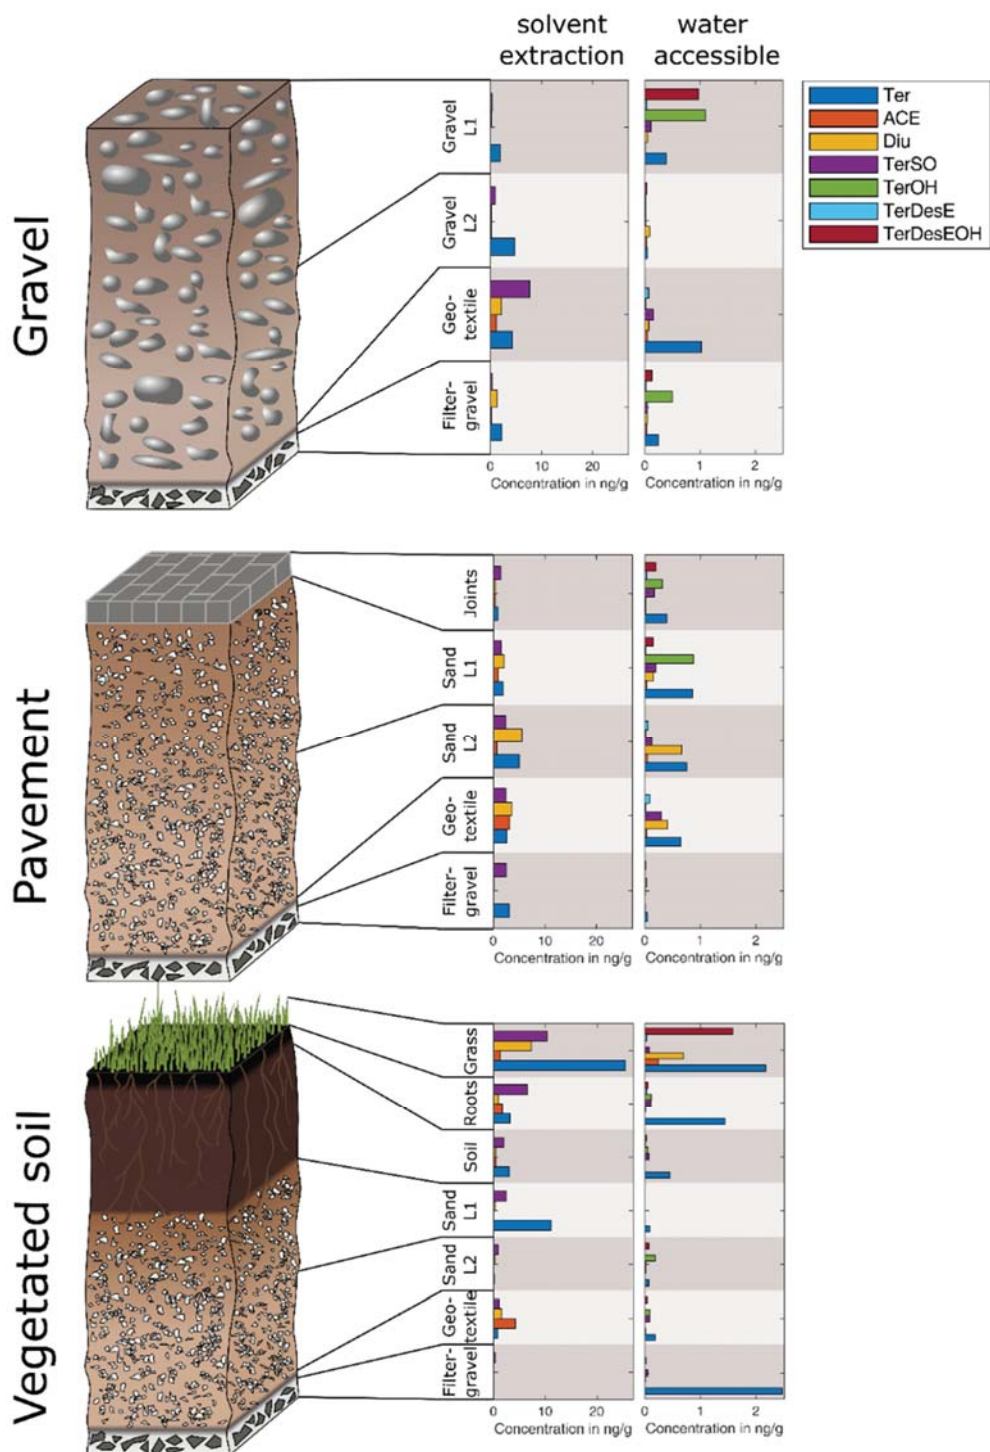 solvent
extraction
water
accessible
Ter
ACE
Diu
TerSO
TerOH
TerDesE
TerDesEOH
Gravel
Gravel
L1
Gravel
L2
Geo-
textile
Filter-
gravel
0 10 20
Concentration in ng/g
0 1 2
Concentration in ng/g
Pavement
Joints
Sand
L1
Sand
L2
Geo-
textile
Filter-
gravel
0 10 20
Concentration in ng/g
0 1 2
Concentration in ng/g
Vegetated soil
Grass
Roots
Soil
Sand
L1
Sand
L2
Geo-
textile
Filter-
gravel
0 10 20
Concentration in ng/g
0 1 2
Concentration in ng/g